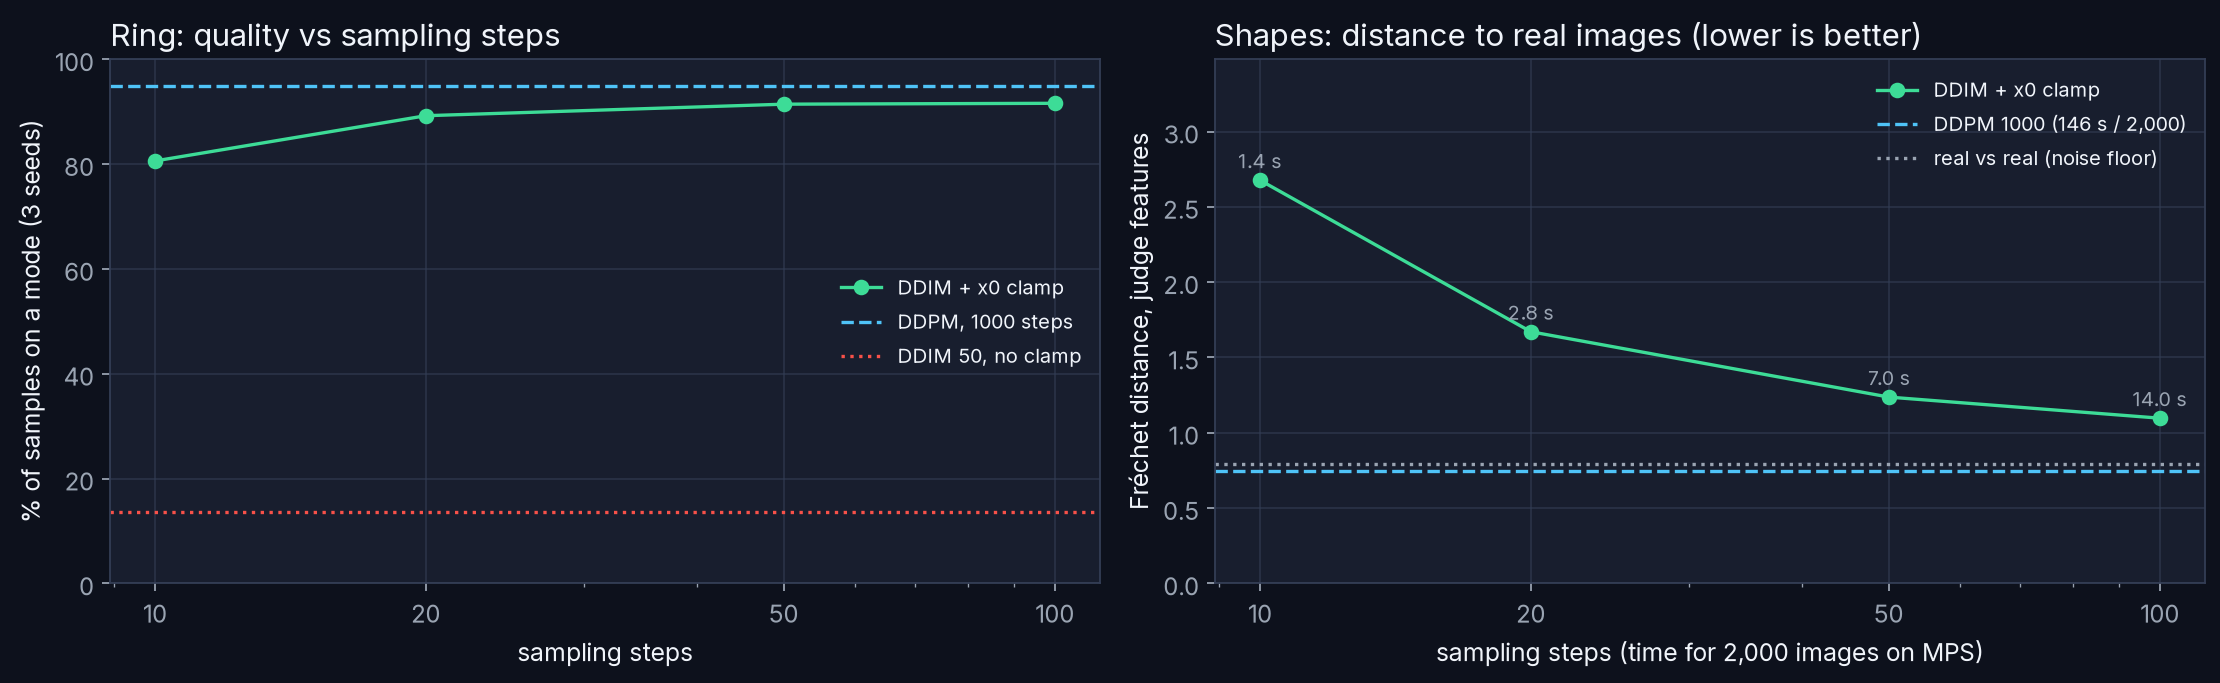 Ring: quality vs sampling steps
% of samples on a mode (3 seeds)
100
80
60
40
20
0
DDIM + x0 clamp
DDPM, 1000 steps
DDIM 50, no clamp
10
20
50
100
sampling steps
Shapes: distance to real images (lower is better)
Fréchet distance, judge features
3.0
2.5
2.0
1.5
1.0
0.5
0.0
DDIM + x0 clamp
DDPM 1000 (146 s / 2,000)
real vs real (noise floor)
1.4 s
2.8 s
7.0 s
14.0 s
10
20
50
100
sampling steps (time for 2,000 images on MPS)